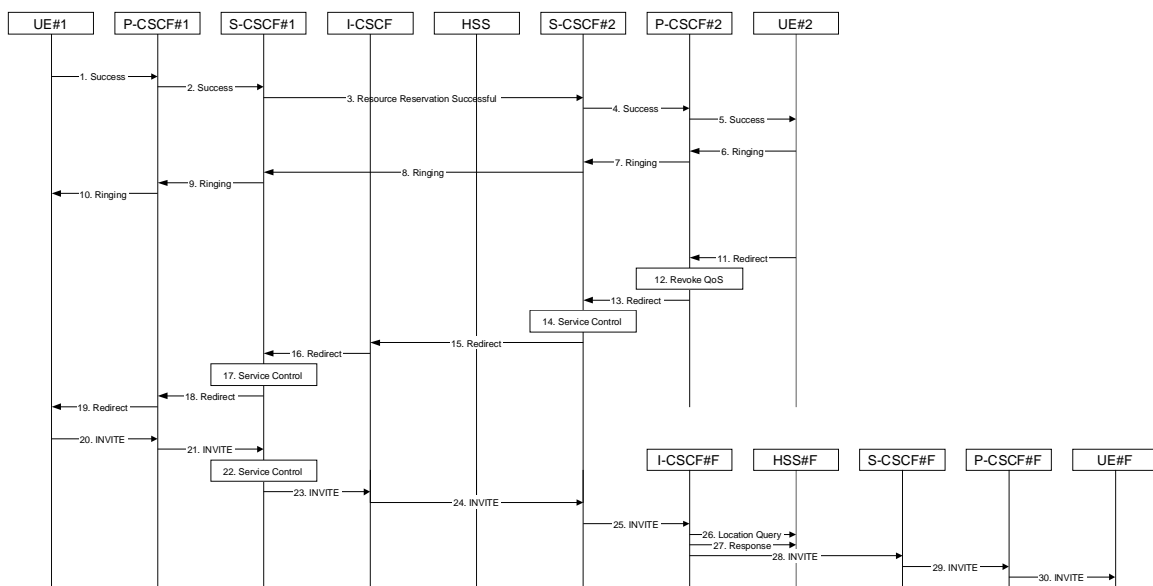 UE#1
P-CSCF#1
S-CSCF#1
I-CSCF
HSS
S-CSCF#2
P-CSCF#2
UE#2
1. Success
2. Success
3. Resource Reservation Successful
4. Success
5. Success
6. Ringing
7. Ringing
8. Ringing
9. Ringing
10. Ringing
11. Redirect
12. Revoke QoS
13. Redirect
14. Service Control
15. Redirect
16. Redirect
17. Service Control
18. Redirect
19. Redirect
20. INVITE
21. INVITE
I-CSCF#F
HSS#F
S-CSCF#F
P-CSCF#F
UE#F
22. Service Control
23. INVITE
24. INVITE
25. INVITE
26. Location Query
27. Response
28. INVITE
29. INVITE
30. INVITE